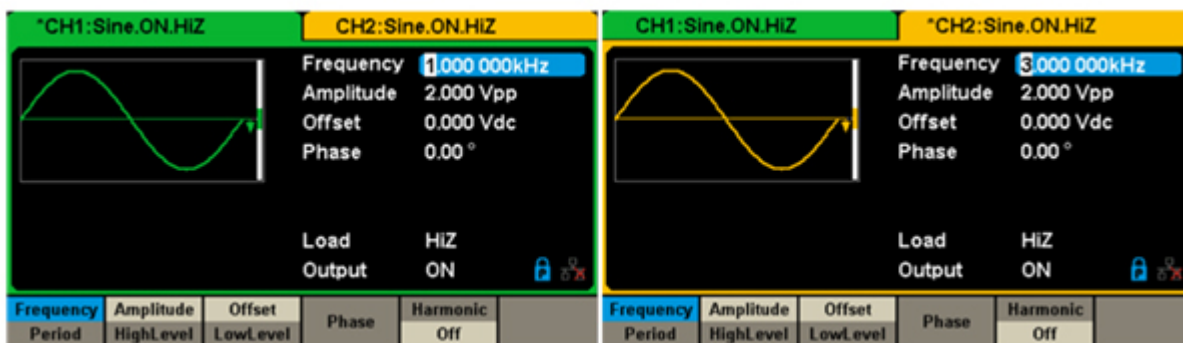 *CH1:Sine.ON.HiZ
CH2:Sine.ON.HiZ
Frequency 1.000 000kHz
Amplitude 2.000 Vpp
Offset 0.000 Vdc
Phase 0.00 °
Load HiZ
Output ON
Frequency Amplitude Offset Phase Harmonic
Period HighLevel LowLevel Off
CH1:Sine.ON.HiZ
*CH2:Sine.ON.HiZ
Frequency 3.000 000kHz
Amplitude 2.000 Vpp
Offset 0.000 Vdc
Phase 0.00 °
Load HiZ
Output ON
Frequency Amplitude Offset Phase Harmonic
Period HighLevel LowLevel Off